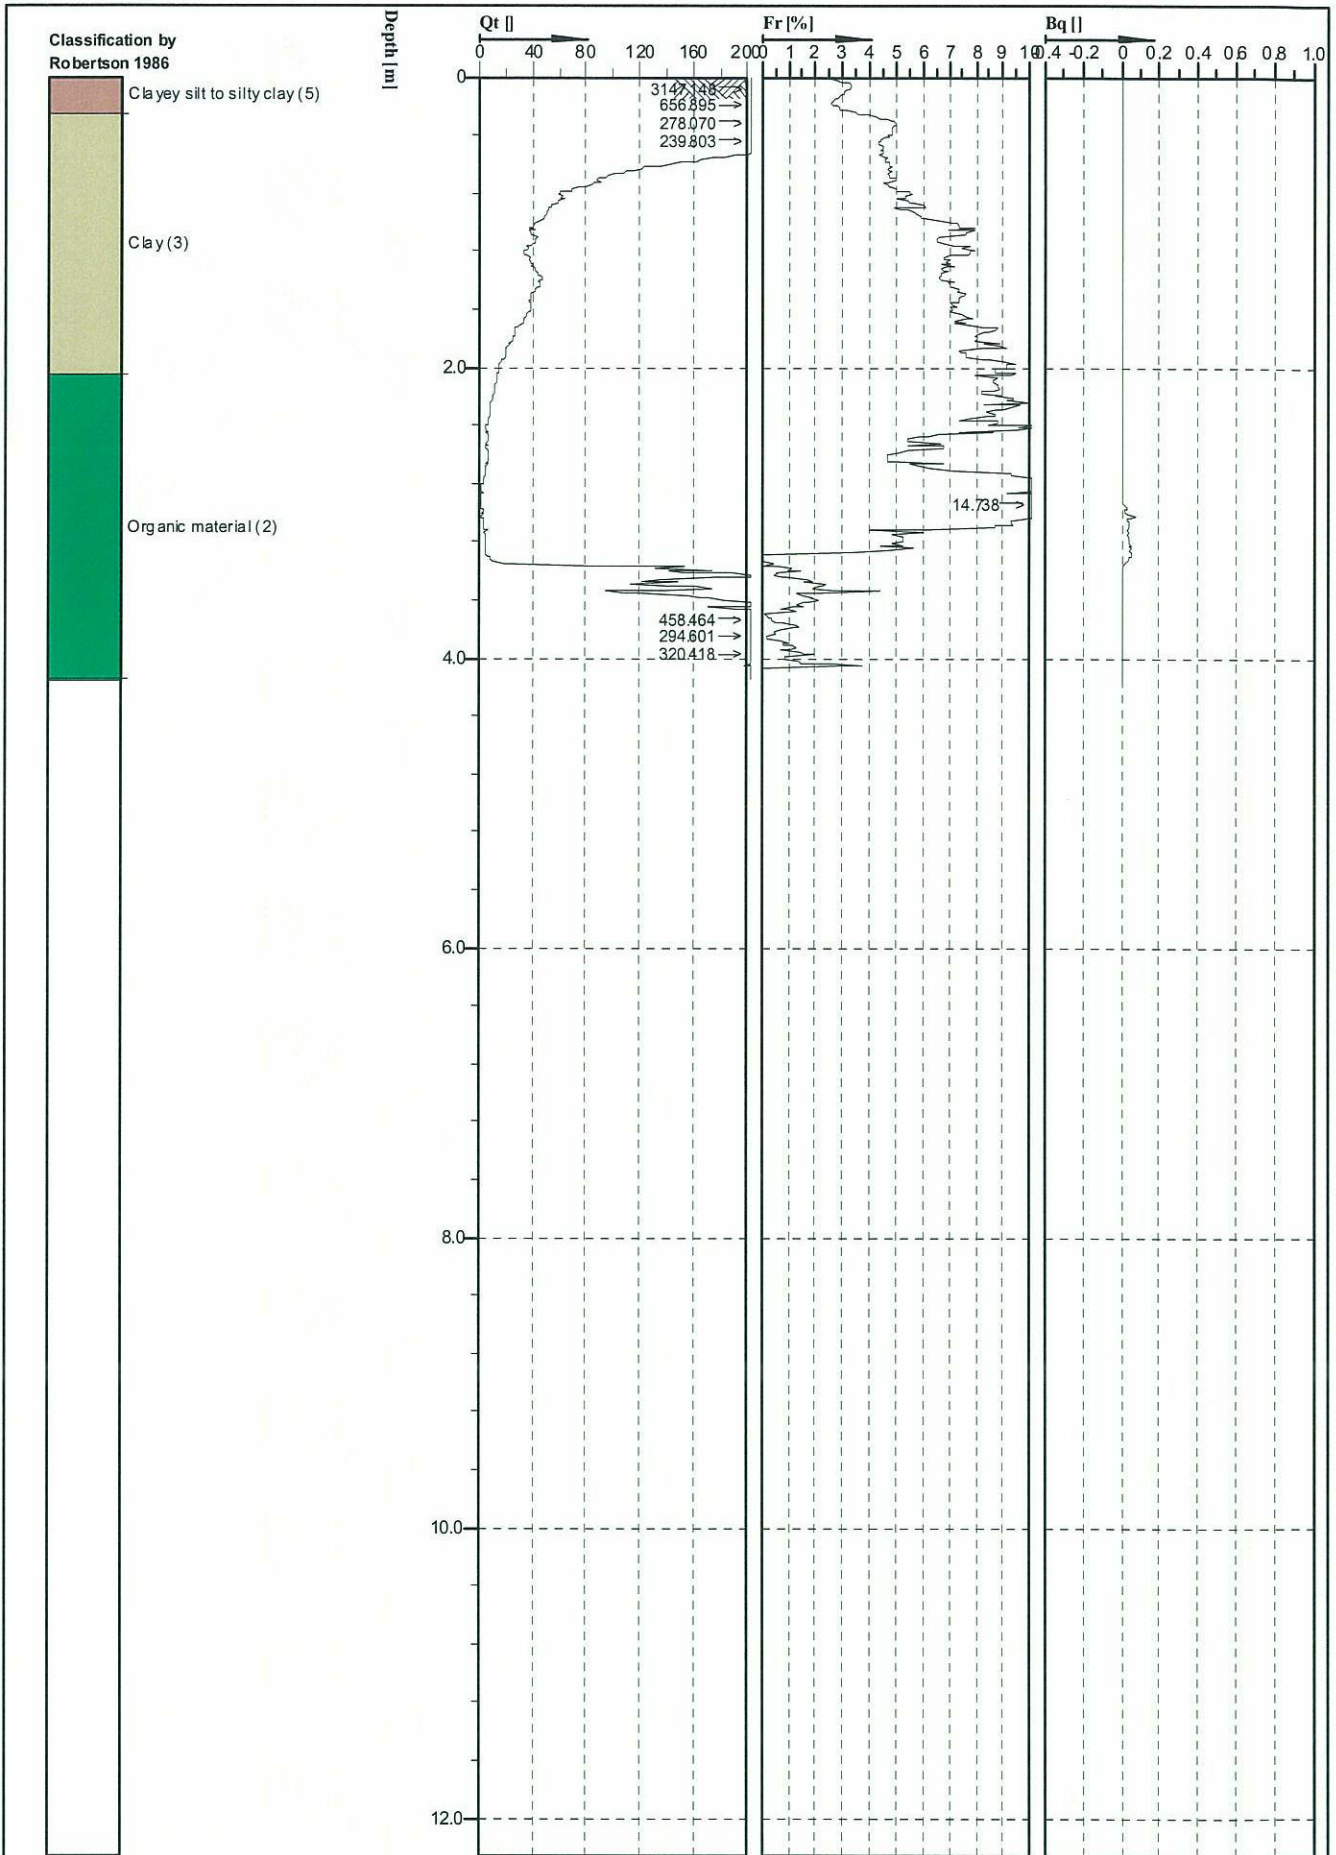 Classification by
Robertson 1986
Clayey silt to silty clay (5)
Clay (3)
Organic material (2)
Depth [m]
0
2.0
4.0
6.0
8.0
10.0
12.0
Qt []
0 40 80 120 160 200
3147.148
656.895
278.070
239.803
458.464
294.601
320.418
Fr [%]
0 1 2 3 4 5 6 7 8 9 10
14.738
Bq []
-0.4 -0.2 0 0.2 0.4 0.6 0.8 1.0